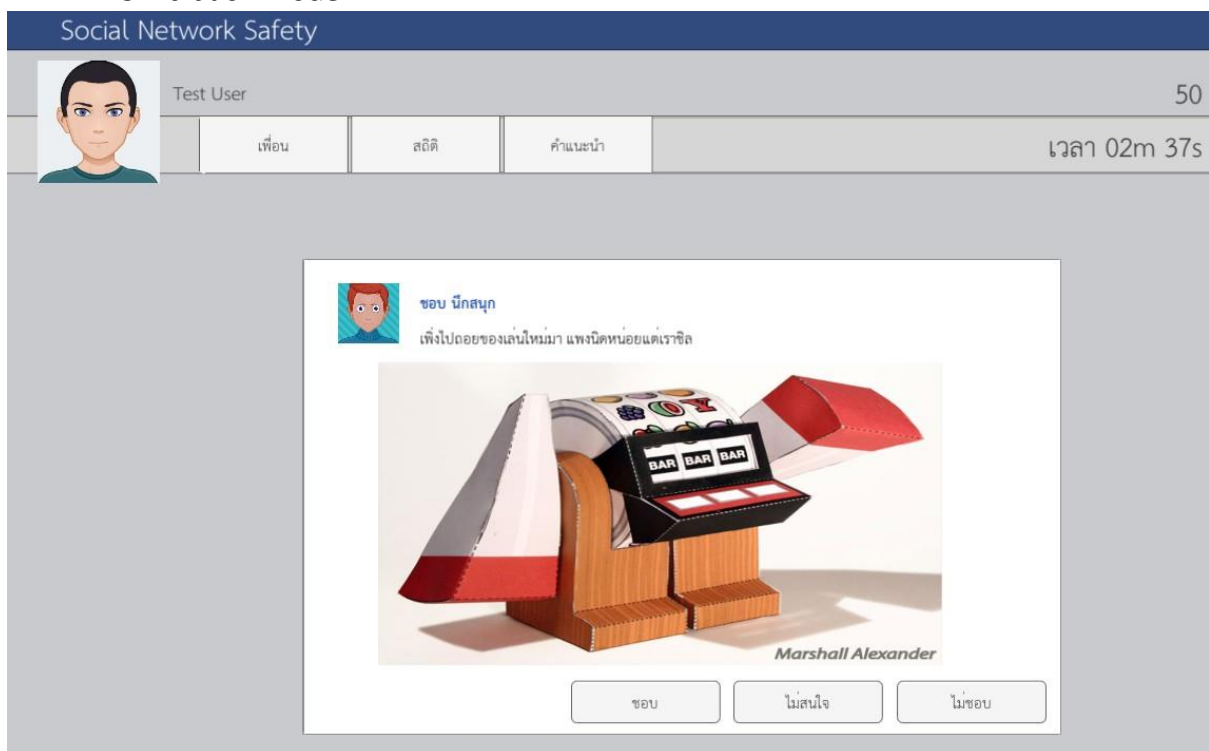 Social Network Safety
Test User
50
เพื่อน
สถิติ
คำแนะนำ
เวลา 02m 37s
ชอบ นึกสนุก
เพิ่งไปถอยของเล่นใหม่มา แพงนิดหน่อยแต่เราชิล
BAR BAR BAR
Marshall Alexander
ชอบ
ไม่สนใจ
ไม่ชอบ